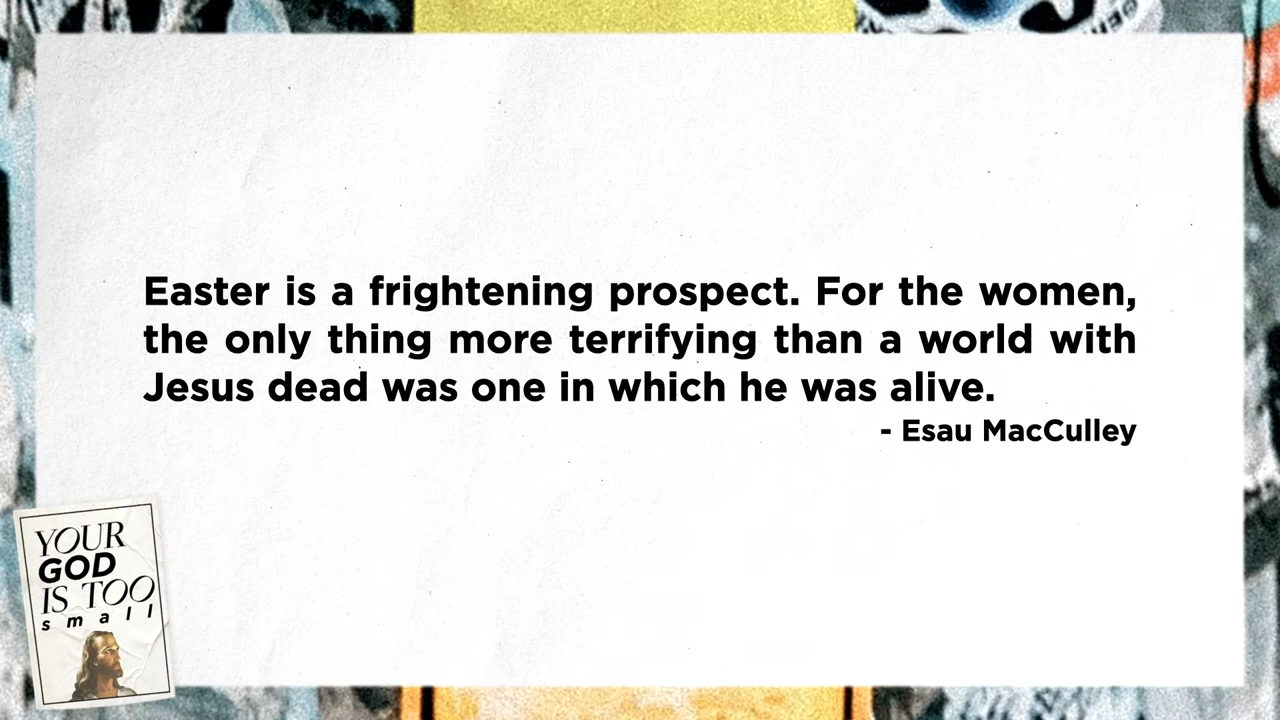 Easter is a frightening prospect. For the women,
the only thing more terrifying than a world with
Jesus dead was one in which he was alive.
- Esau MacCulley
YOUR
GOD
IS TOO
small